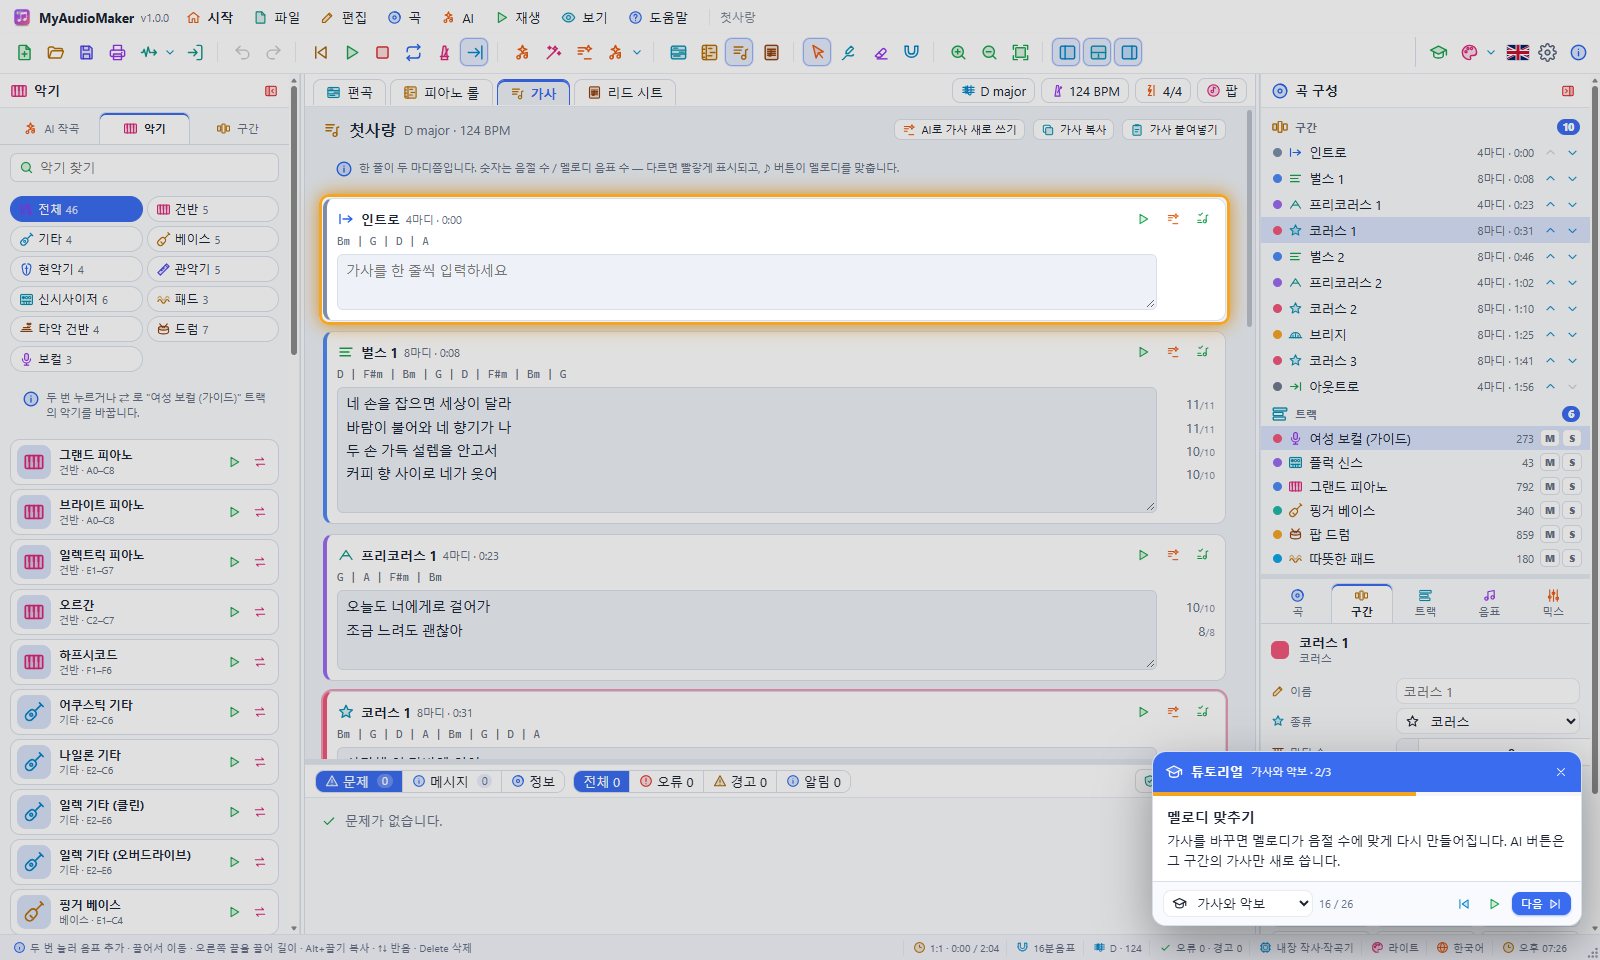 MyAudioMaker v1.0.0 시작 파일 편집 곡 AI 재생 보기 도움말 첫사랑
악기
AI 작곡 악기 구간
악기 찾기
전체 46 건반 5
기타 4 베이스 5
현악기 4 관악기 5
신시사이저 6 패드 3
타악 건반 4 드럼 7
보컬 3
두 번 누르거나 ⇄ 로 "여성 보컬 (가이드)" 트랙
의 악기를 바꿉니다.
그랜드 피아노
건반 · A0–C8
브라이트 피아노
건반 · A0–C8
일렉트릭 피아노
건반 · E1–G7
오르간
건반 · C2–C7
하프시코드
건반 · F1–F6
어쿠스틱 기타
기타 · E2–C6
나일론 기타
기타 · E2–C6
일렉 기타 (클린)
기타 · E2–E6
일렉 기타 (오버드라이브)
기타 · E2–E6
핑거 베이스
베이스 · E1–C4
편곡 피아노 롤 가사 리드 시트 D major 124 BPM 4/4 팝
첫사랑 D major · 124 BPM AI로 가사 새로 쓰기 가사 복사 가사 붙여넣기
한 줄이 두 마디쯤입니다. 숫자는 음절 수 / 멜로디 음표 수 — 다르면 빨갛게 표시되고, ♪ 버튼이 멜로디를 맞춥니다.
인트로 4마디 · 0:00
Bm | G | D | A
가사를 한 줄씩 입력하세요
벌스 1 8마디 · 0:08
D | F#m | Bm | G | D | F#m | Bm | G
네 손을 잡으면 세상이 달라 11/11
바람이 불어와 네 향기가 나 11/11
두 손 가득 설렘을 안고서 10/10
커피 향 사이로 네가 웃어 10/10
프리코러스 1 4마디 · 0:23
G | A | F#m | Bm
오늘도 너에게로 걸어가 10/10
조금 느려도 괜찮아 8/8
코러스 1 8마디 · 0:31
Bm | G | D | A | Bm | G | D | A
문제 0 메시지 0 정보 전체 0 오류 0 경고 0 알림 0
문제가 없습니다.
곡 구성
구간 10
인트로 4마디 · 0:00
벌스 1 8마디 · 0:08
프리코러스 1 4마디 · 0:23
코러스 1 8마디 · 0:31
벌스 2 8마디 · 0:46
프리코러스 2 4마디 · 1:02
코러스 2 8마디 · 1:10
브리지 8마디 · 1:25
코러스 3 8마디 · 1:41
아웃트로 4마디 · 1:56
트랙 6
여성 보컬 (가이드) 273 M S
플럭 신스 43 M S
그랜드 피아노 792 M S
핑거 베이스 340 M S
팝 드럼 859 M S
따뜻한 패드 180 M S
곡 구간 트랙 음표 믹스
코러스 1
코러스
이름 코러스 1
종류 코러스
튜토리얼 가사와 악보 · 2/3
멜로디 맞추기
가사를 바꾸면 멜로디가 음절 수에 맞게 다시 만들어집니다. AI 버튼은
그 구간의 가사만 새로 씁니다.
가사와 악보 16 / 26 다음
두 번 눌러 음표 추가 · 끌어서 이동 · 오른쪽 끝을 끌어 길이 · Alt+끌기 복사 · ↑↓ 반음 · Delete 삭제
1:1 · 0:00 / 2:04 16분음표 D · 124 오류 0 · 경고 0 내장 작사·작곡기 라이트 한국어 오후 07:26